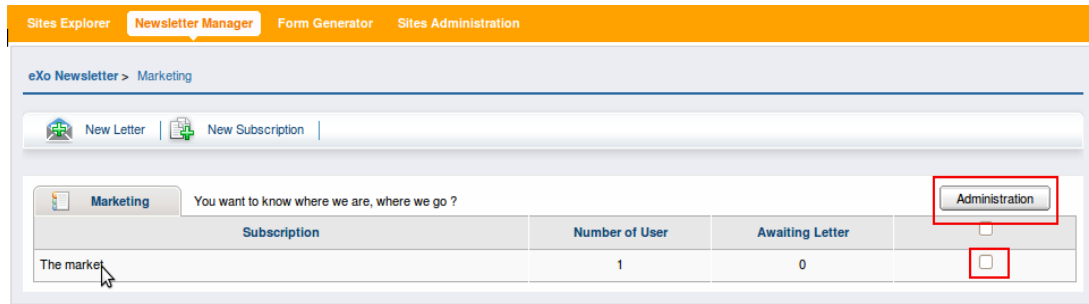 Sites Explorer Newsletter Manager Form Generator Sites Administration
eXo Newsletter > Marketing
New Letter New Subscription
Marketing You want to know where we are, where we go ? Administration
Subscription Number of User Awaiting Letter
The market 1 0